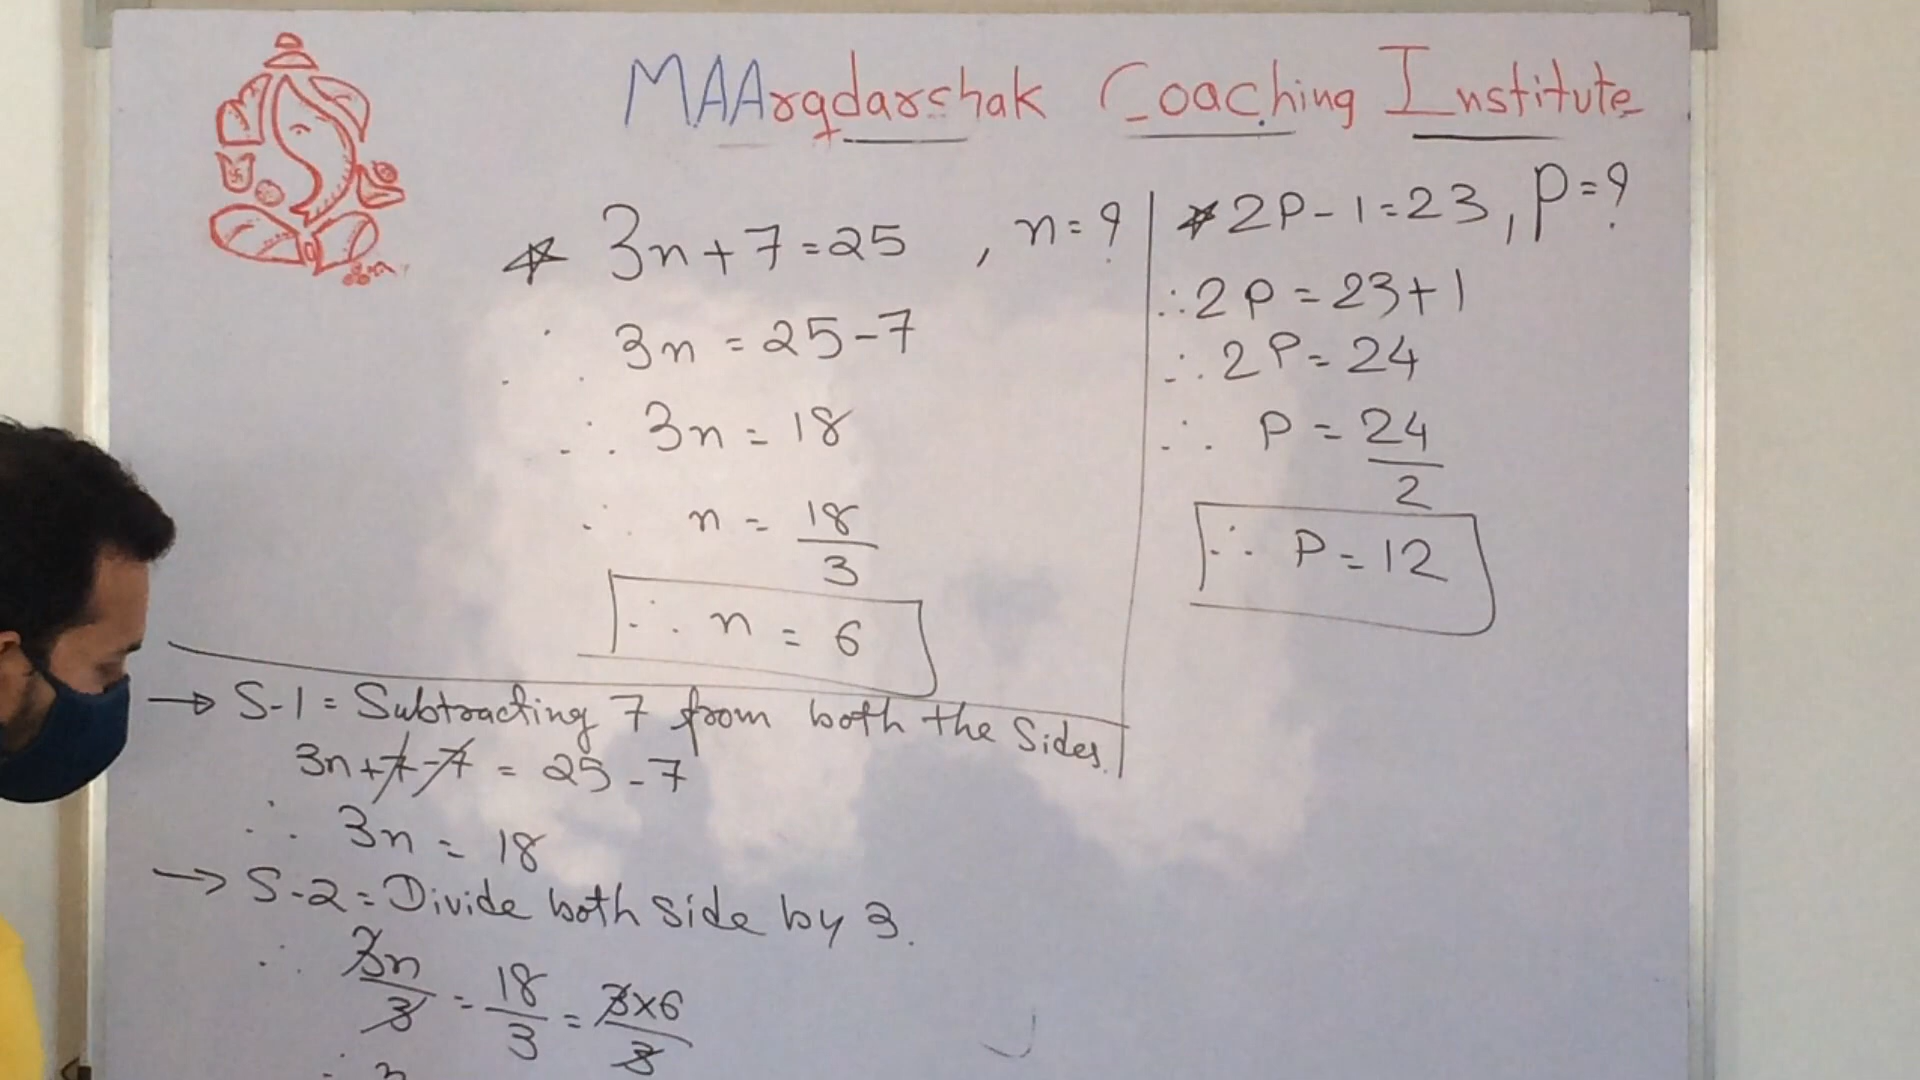 MAArgdarshak Coaching Institute
* 3n + 7 = 25 , n = ?
∴ 3n = 25 - 7
∴ 3n = 18
∴ n = 18/3
∴ n = 6
* 2P - 1 = 23, P = ?
∴ 2P = 23 + 1
∴ 2P = 24
∴ P = 24/2
∴ P = 12
→ S-1 = Subtracting 7 from both the Sides.
3n + 7 - 7 = 25 - 7
∴ 3n = 18
→ S-2 = Divide both side by 3.
∴ 3n/3 = 18/3 = 3×6/3